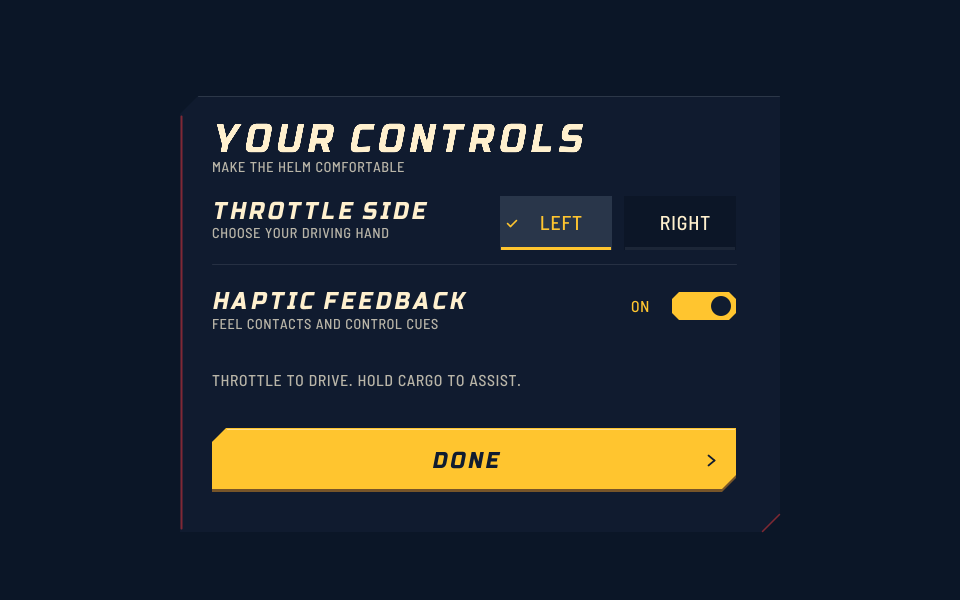 YOUR CONTROLS
MAKE THE HELM COMFORTABLE
THROTTLE SIDE
CHOOSE YOUR DRIVING HAND
LEFT
RIGHT
HAPTIC FEEDBACK
FEEL CONTACTS AND CONTROL CUES
ON
THROTTLE TO DRIVE. HOLD CARGO TO ASSIST.
DONE